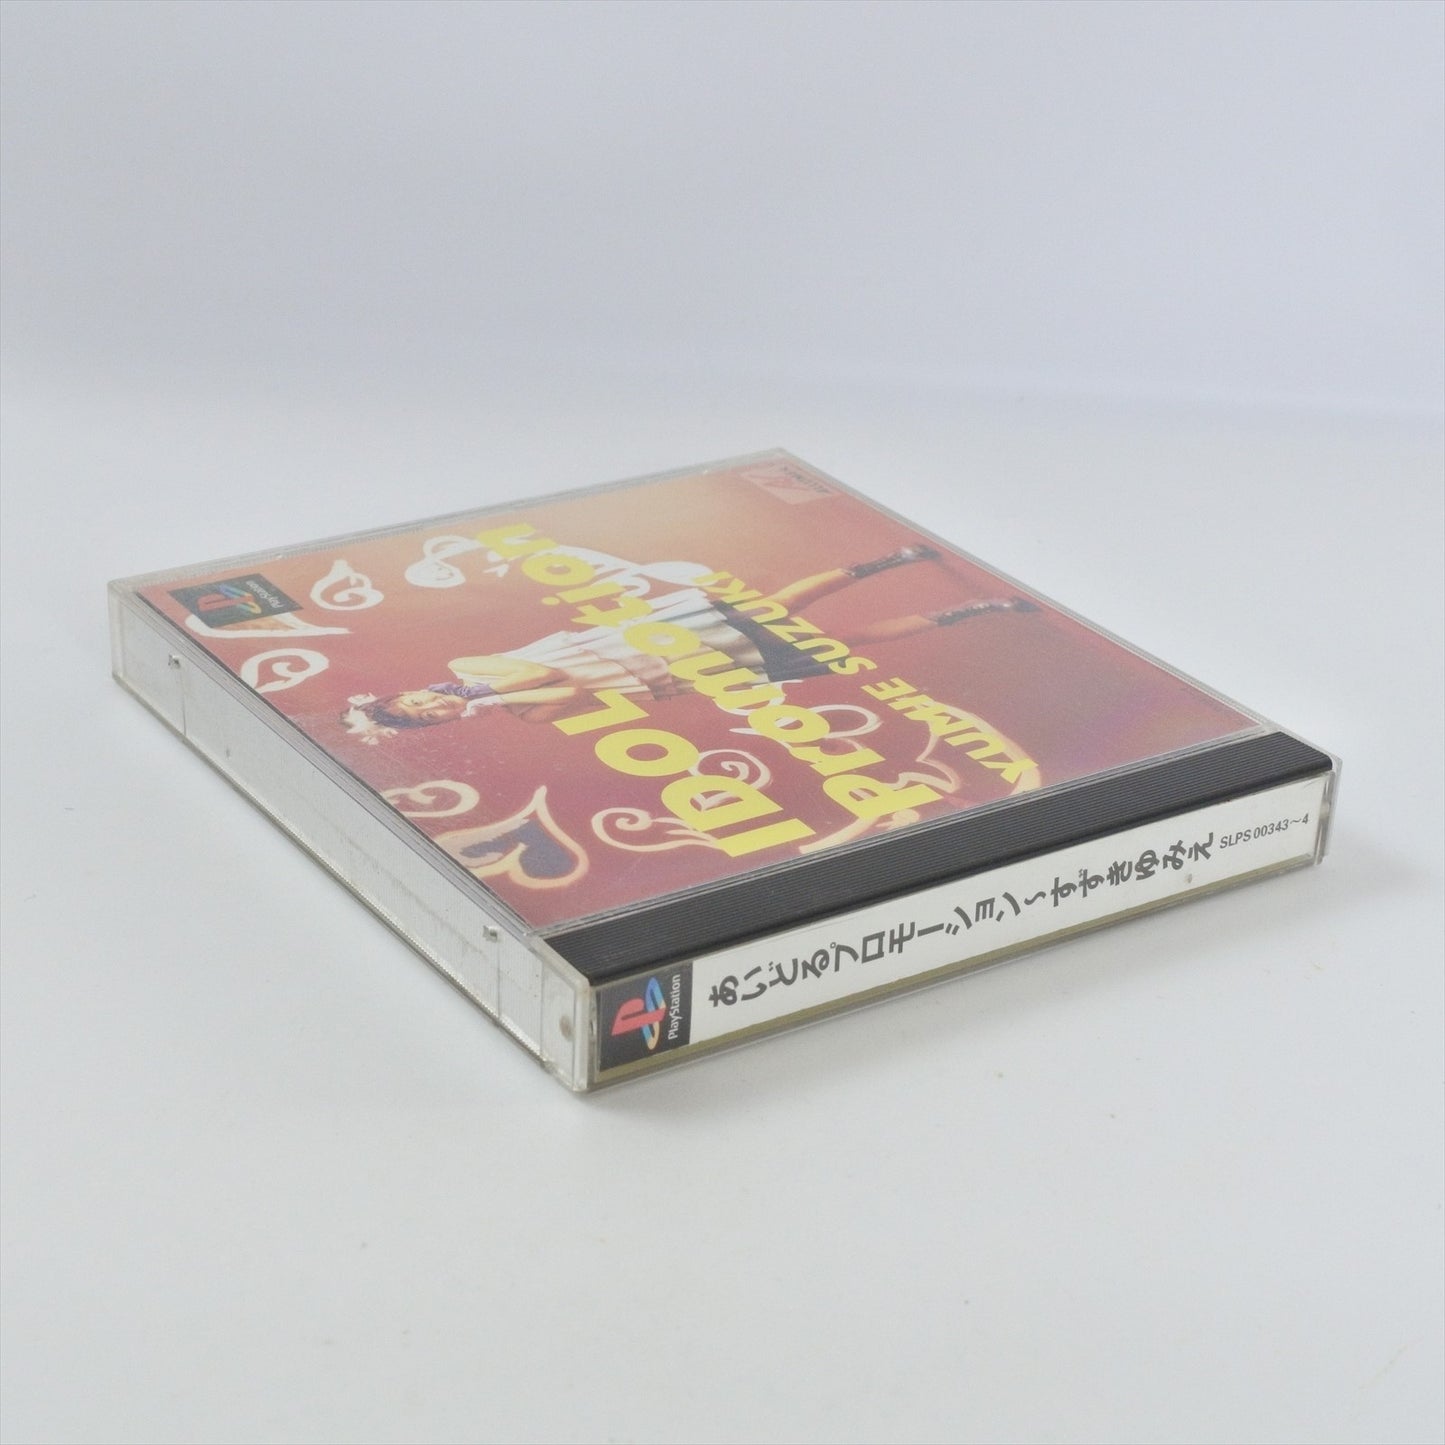 PlayStation
IDOL
Promotion
YUMIE SUZUKI
PlayStation
あいどるプロモーション～すずきゆみえ
SLPS 00343～4